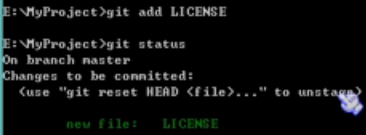 E:\MyProject>git add LICENSE
E:\MyProject>git status
On branch master
Changes to be committed:
(use "git reset HEAD <file>..." to unstage)
new file: LICENSE